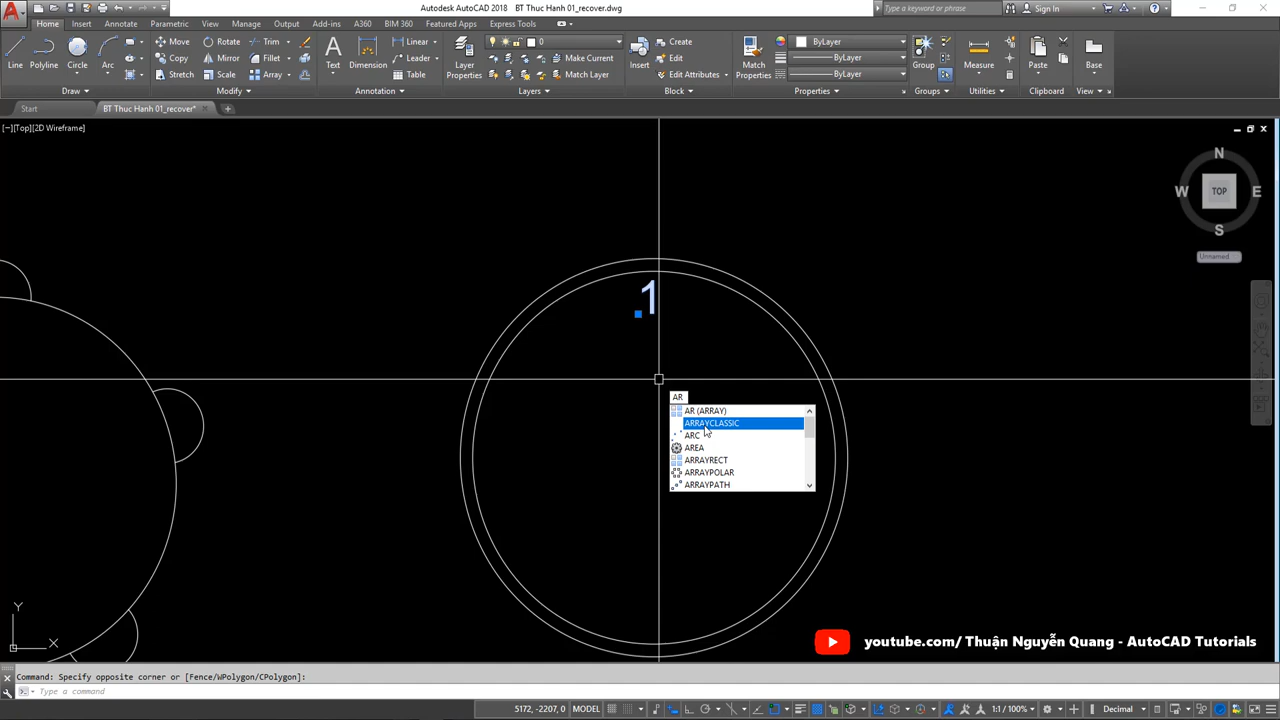 Autodesk AutoCAD 2018 BT Thuc Hanh 01_recover.dwg
Type a keyword or phrase
Sign In
Home Insert Annotate Parametric View Manage Output Add-ins A360 BIM 360 Featured Apps Express Tools
Line Polyline Circle Arc
Move Rotate Trim
Copy Mirror Fillet
Stretch Scale Array
Text Dimension
Linear
Leader
Table
Layer Properties
0
Make Current
Match Layer
Insert
Create
Edit
Edit Attributes
Match Properties
ByLayer
ByLayer
ByLayer
Group
Measure
Paste
Base
Draw Modify Annotation Layers Block Properties Groups Utilities Clipboard View
Start BT Thuc Hanh 01_recover*
[−][Top][2D Wireframe]
N
W TOP E
S
Unnamed
.1
AR
AR (ARRAY)
ARRAYCLASSIC
ARC
AREA
ARRAYRECT
ARRAYPOLAR
ARRAYPATH
Y
X
youtube.com/ Thuận Nguyễn Quang - AutoCAD Tutorials
Command: Specify opposite corner or [Fence/WPolygon/CPolygon]:
Type a command
5172, -2207, 0 MODEL 1:1 / 100% Decimal